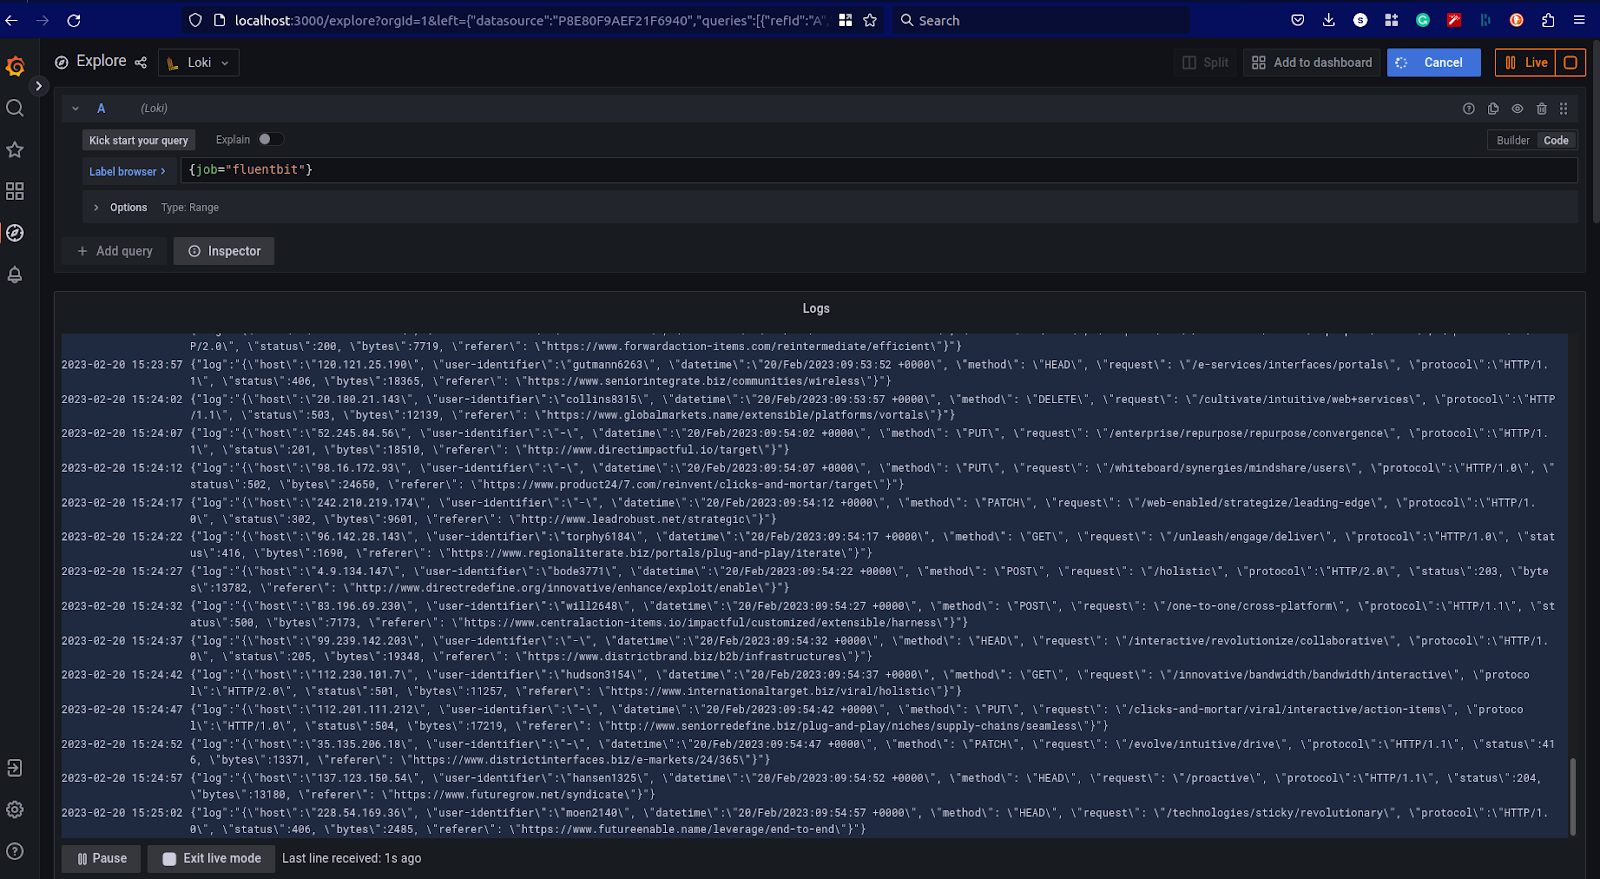 localhost:3000/explore?orgId=1&left={"datasource":"P8E80F9AEF21F6940","queries":[{"refId":"A",
Search
Explore
Loki
Split
Add to dashboard
Cancel
Live
A (Loki)
Kick start your query
Explain
Builder
Code
Label browser >
{job="fluentbit"}
Options Type: Range
+ Add query
Inspector
Logs
P/2.0\", \"status\":200, \"bytes\":7719, \"referer\": \"https://www.forwardaction-items.com/reintermediate/efficient\"}"}
2023-02-20 15:23:57 {"log":"{\"host\":\"120.121.25.190\", \"user-identifier\":\"gutmann6263\", \"datetime\":\"20/Feb/2023:09:53:52 +0000\", \"method\": \"HEAD\", \"request\": \"/e-services/interfaces/portals\", \"protocol\":\"HTTP/1.
1\", \"status\":406, \"bytes\":18365, \"referer\": \"https://www.seniorintegrate.biz/communities/wireless\"}"}
2023-02-20 15:24:02 {"log":"{\"host\":\"20.180.21.143\", \"user-identifier\":\"collins8315\", \"datetime\":\"20/Feb/2023:09:53:57 +0000\", \"method\": \"DELETE\", \"request\": \"/cultivate/intuitive/web+services\", \"protocol\":\"HTTP
/1.1\", \"status\":503, \"bytes\":12139, \"referer\": \"https://www.globalmarkets.name/extensible/platforms/vortals\"}"}
2023-02-20 15:24:07 {"log":"{\"host\":\"52.245.84.56\", \"user-identifier\":\"-\", \"datetime\":\"20/Feb/2023:09:54:02 +0000\", \"method\": \"PUT\", \"request\": \"/enterprise/repurpose/repurpose/convergence\", \"protocol\":\"HTTP/1.
1\", \"status\":201, \"bytes\":18510, \"referer\": \"http://www.directimpactful.io/target\"}"}
2023-02-20 15:24:12 {"log":"{\"host\":\"98.16.172.93\", \"user-identifier\":\"-\", \"datetime\":\"20/Feb/2023:09:54:07 +0000\", \"method\": \"PUT\", \"request\": \"/whiteboard/synergies/mindshare/users\", \"protocol\":\"HTTP/1.0\", \"
status\":502, \"bytes\":24650, \"referer\": \"https://www.product24/7.com/reinvent/clicks-and-mortar/target\"}"}
2023-02-20 15:24:17 {"log":"{\"host\":\"242.210.219.174\", \"user-identifier\":\"-\", \"datetime\":\"20/Feb/2023:09:54:12 +0000\", \"method\": \"PATCH\", \"request\": \"/web-enabled/strategize/leading-edge\", \"protocol\":\"HTTP/1.
0\", \"status\":302, \"bytes\":9601, \"referer\": \"http://www.leadrobust.net/strategic\"}"}
2023-02-20 15:24:22 {"log":"{\"host\":\"96.142.28.143\", \"user-identifier\":\"torphy6184\", \"datetime\":\"20/Feb/2023:09:54:17 +0000\", \"method\": \"GET\", \"request\": \"/unleash/engage/deliver\", \"protocol\":\"HTTP/1.0\", \"stat
us\":416, \"bytes\":1690, \"referer\": \"https://www.regionaliterate.biz/portals/plug-and-play/iterate\"}"}
2023-02-20 15:24:27 {"log":"{\"host\":\"4.9.134.147\", \"user-identifier\":\"bode3771\", \"datetime\":\"20/Feb/2023:09:54:22 +0000\", \"method\": \"POST\", \"request\": \"/holistic\", \"protocol\":\"HTTP/2.0\", \"status\":203, \"byte
s\":13782, \"referer\": \"http://www.directredefine.org/innovative/enhance/exploit/enable\"}"}
2023-02-20 15:24:32 {"log":"{\"host\":\"83.196.69.230\", \"user-identifier\":\"will2648\", \"datetime\":\"20/Feb/2023:09:54:27 +0000\", \"method\": \"POST\", \"request\": \"/one-to-one/cross-platform\", \"protocol\":\"HTTP/1.1\", \"st
atus\":500, \"bytes\":7173, \"referer\": \"https://www.centralaction-items.io/impactful/customized/extensible/harness\"}"}
2023-02-20 15:24:37 {"log":"{\"host\":\"99.239.142.203\", \"user-identifier\":\"-\", \"datetime\":\"20/Feb/2023:09:54:32 +0000\", \"method\": \"HEAD\", \"request\": \"/interactive/revolutionize/collaborative\", \"protocol\":\"HTTP/1.
0\", \"status\":205, \"bytes\":19348, \"referer\": \"https://www.districtbrand.biz/b2b/infrastructures\"}"}
2023-02-20 15:24:42 {"log":"{\"host\":\"112.230.101.7\", \"user-identifier\":\"hudson3154\", \"datetime\":\"20/Feb/2023:09:54:37 +0000\", \"method\": \"GET\", \"request\": \"/innovative/bandwidth/bandwidth/interactive\", \"protoco
l\":\"HTTP/2.0\", \"status\":501, \"bytes\":11257, \"referer\": \"https://www.internationaltarget.biz/viral/holistic\"}"}
2023-02-20 15:24:47 {"log":"{\"host\":\"112.201.111.212\", \"user-identifier\":\"-\", \"datetime\":\"20/Feb/2023:09:54:42 +0000\", \"method\": \"PUT\", \"request\": \"/clicks-and-mortar/viral/interactive/action-items\", \"protoco
l\":\"HTTP/1.0\", \"status\":504, \"bytes\":17219, \"referer\": \"http://www.seniorredefine.biz/plug-and-play/niches/supply-chains/seamless\"}"}
2023-02-20 15:24:52 {"log":"{\"host\":\"35.135.206.18\", \"user-identifier\":\"-\", \"datetime\":\"20/Feb/2023:09:54:47 +0000\", \"method\": \"PATCH\", \"request\": \"/evolve/intuitive/drive\", \"protocol\":\"HTTP/1.1\", \"status\":41
6, \"bytes\":13371, \"referer\": \"https://www.districtinterfaces.biz/e-markets/24/365\"}"}
2023-02-20 15:24:57 {"log":"{\"host\":\"137.123.150.54\", \"user-identifier\":\"hansen1325\", \"datetime\":\"20/Feb/2023:09:54:52 +0000\", \"method\": \"HEAD\", \"request\": \"/proactive\", \"protocol\":\"HTTP/1.1\", \"status\":204,
\"bytes\":13180, \"referer\": \"https://www.futuregrow.net/syndicate\"}"}
2023-02-20 15:25:02 {"log":"{\"host\":\"228.54.169.36\", \"user-identifier\":\"moen2140\", \"datetime\":\"20/Feb/2023:09:54:57 +0000\", \"method\": \"HEAD\", \"request\": \"/technologies/sticky/revolutionary\", \"protocol\":\"HTTP/1.
0\", \"status\":406, \"bytes\":2485, \"referer\": \"https://www.futureenable.name/leverage/end-to-end\"}"}
Pause
Exit live mode
Last line received: 1s ago